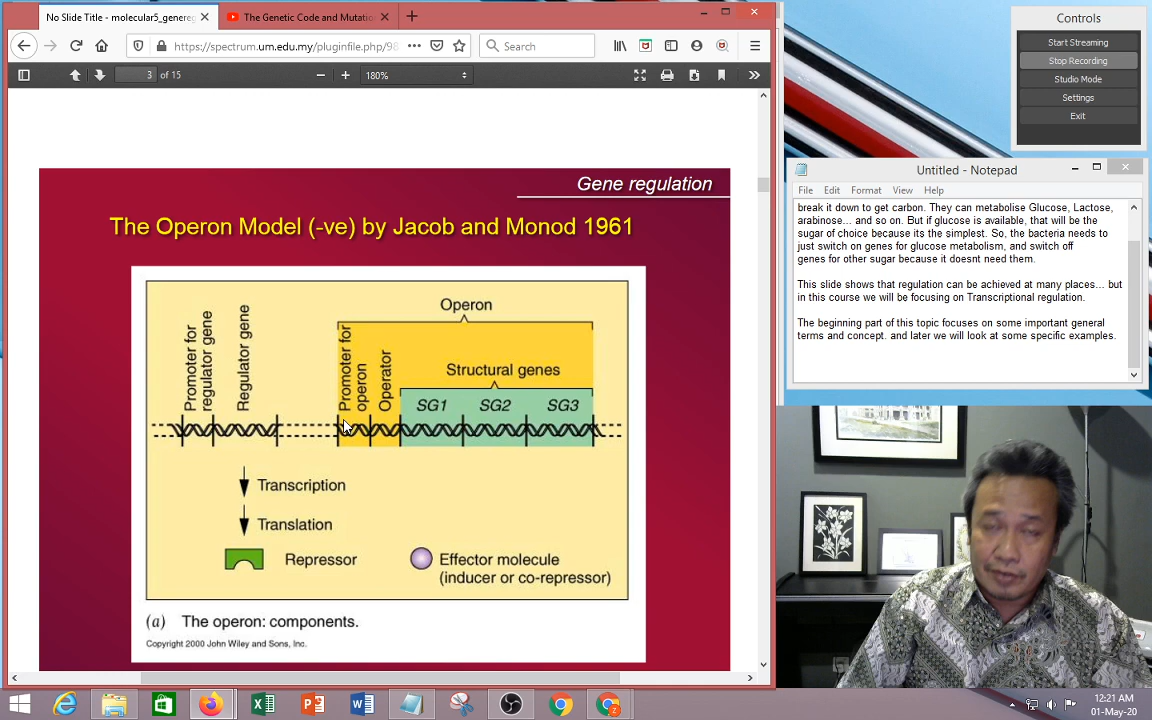 No Slide Title - molecular5_genereg
The Genetic Code and Mutatio
https://spectrum.um.edu.my/pluginfile.php/98
Search
3 of 15
180%
Gene regulation
The Operon Model (-ve) by Jacob and Monod 1961
Operon
Promoter for
regulator gene
Regulator gene
Promoter for
operon
Operator
Structural genes
SG1 SG2 SG3
Transcription
Translation
Repressor
Effector molecule
(inducer or co-repressor)
(a) The operon: components.
Copyright 2000 John Wiley and Sons, Inc.
Controls
Start Streaming
Stop Recording
Studio Mode
Settings
Exit
Untitled - Notepad
File Edit Format View Help
break it down to get carbon. They can metabolise Glucose, Lactose,
arabinose... and so on. But if glucose is available, that will be the
sugar of choice because its the simplest. So, the bacteria needs to
just switch on genes for glucose metabolism, and switch off
genes for other sugar because it doesnt need them.
This slide shows that regulation can be achieved at many places... but
in this course we will be focusing on Transcriptional regulation.
The beginning part of this topic focuses on some important general
terms and concept. and later we will look at some specific examples.
12:21 AM
01-May-20